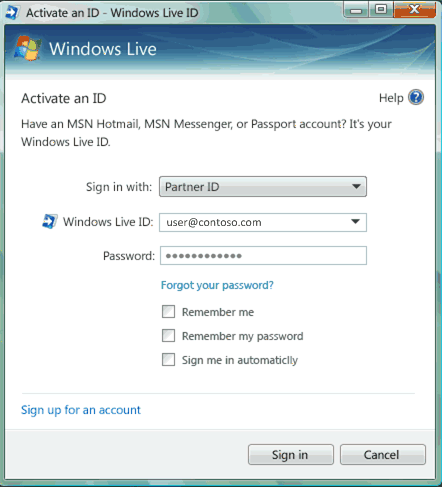 Activate an ID - Windows Live ID
Windows Live
Activate an ID
Help ?
Have an MSN Hotmail, MSN Messenger, or Passport account? It's your
Windows Live ID.
Sign in with: Partner ID
Windows Live ID: user@contoso.com
Password: ●●●●●●●●●●●●
Forgot your password?
Remember me
Remember my password
Sign me in automaticlly
Sign up for an account
Sign in Cancel